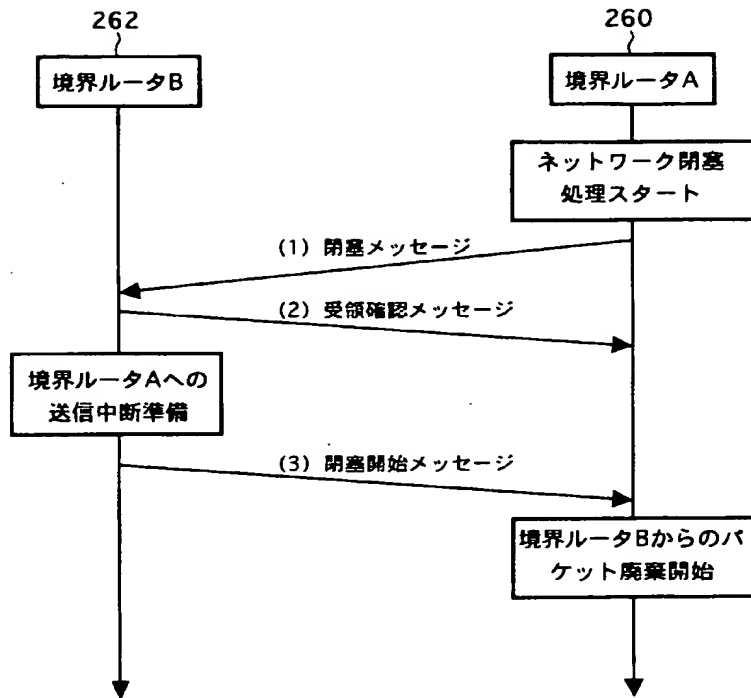 262
260
境界ルータB
境界ルータA
ネットワーク閉塞
処理スタート
(1) 閉塞メッセージ
(2) 受領確認メッセージ
境界ルータAへの
送信中断準備
(3) 閉塞開始メッセージ
境界ルータBからのパ
ケット廃棄開始